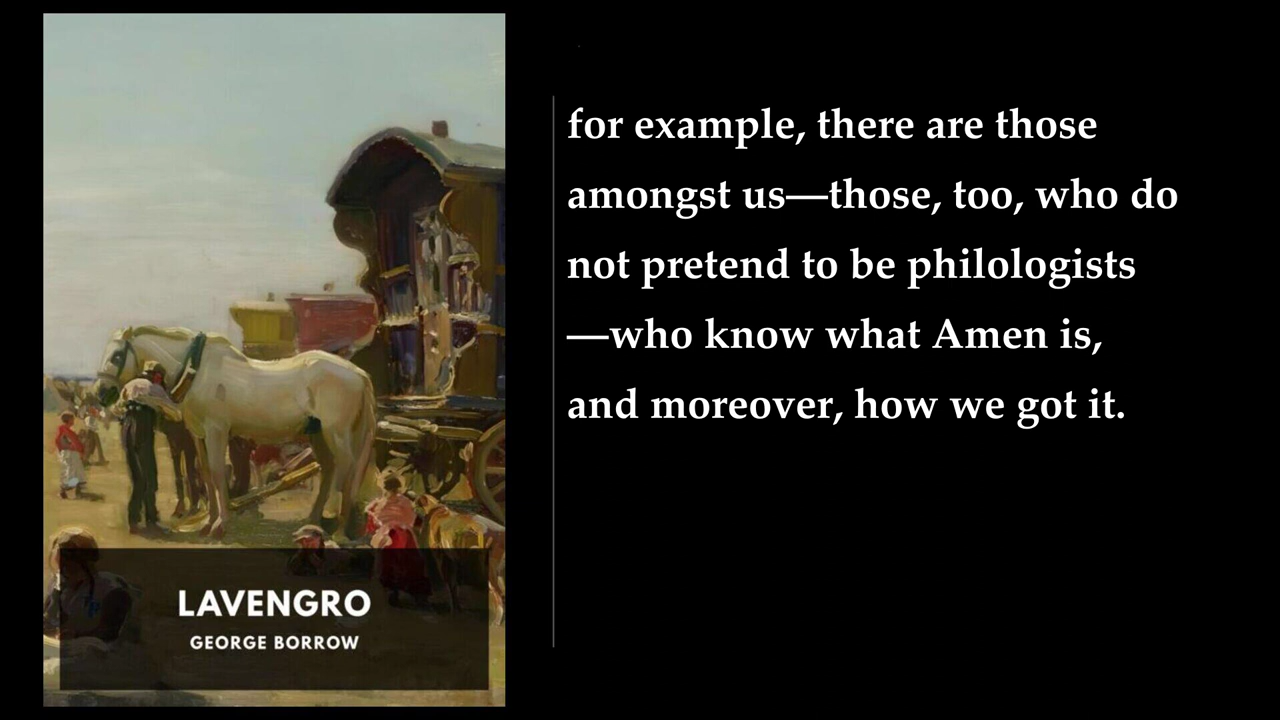 for example, there are those
amongst us—those, too, who do
not pretend to be philologists
—who know what Amen is,
and moreover, how we got it.
LAVENGRO
GEORGE BORROW